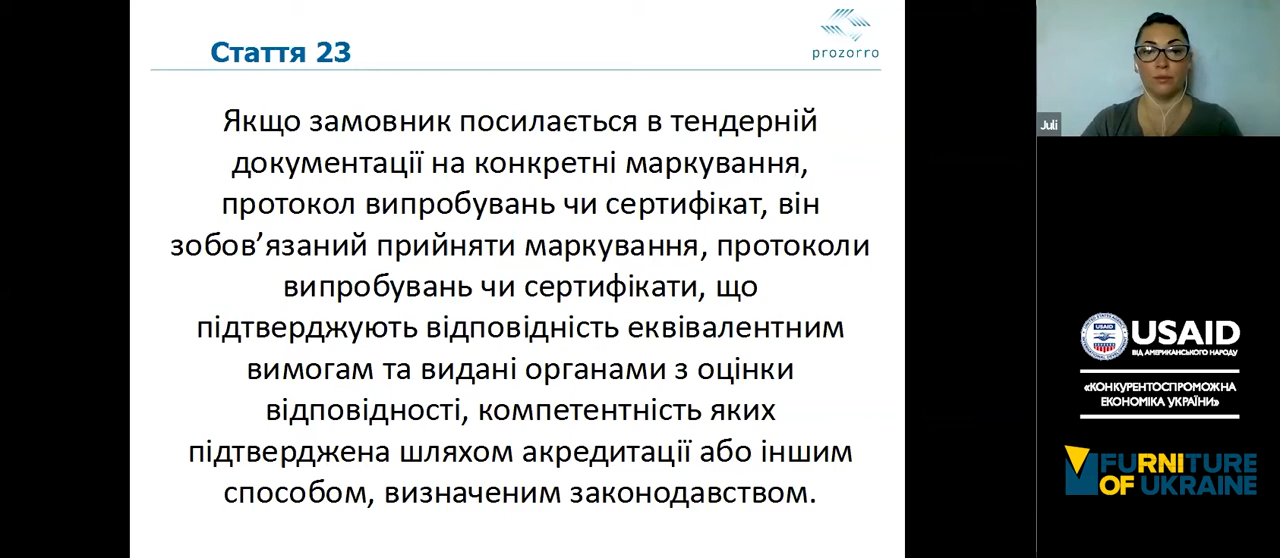 Стаття 23
prozorro
Якщо замовник посилається в тендерній
документації на конкретні маркування,
протокол випробувань чи сертифікат, він
зобов’язаний прийняти маркування, протоколи
випробувань чи сертифікати, що
підтверджують відповідність еквівалентним
вимогам та видані органами з оцінки
відповідності, компетентність яких
підтверджена шляхом акредитації або іншим
способом, визначеним законодавством.
Juli
USAID
USAID
ВІД АМЕРИКАНСЬКОГО НАРОДУ
«КОНКУРЕНТОСПРОМОЖНА
ЕКОНОМІКА УКРАЇНИ»
FURNITURE
OF UKRAINE